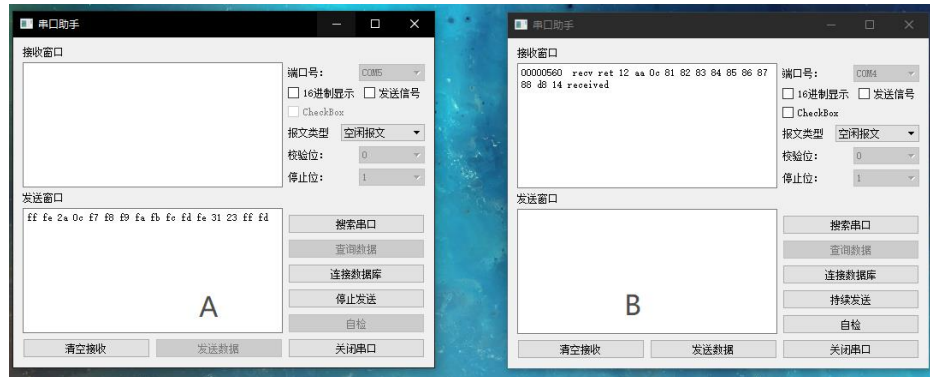 串口助手
接收窗口
端口号： COM5
16进制显示 发送信号
CheckBox
报文类型 空闲报文
校验位： 0
停止位： 1
发送窗口
ff fe 2a 0c f7 f8 f9 fa fb fc fd fe 31 23 ff fd
搜索串口
查询数据
连接数据库
停止发送
自检
A
清空接收 发送数据 关闭串口
串口助手
接收窗口
00000560 recv ret 12 aa 0c 81 82 83 84 85 86 87
88 d8 14 received
端口号： COM4
16进制显示 发送信号
CheckBox
报文类型 空闲报文
校验位： 0
停止位： 1
发送窗口
搜索串口
查询数据
连接数据库
持续发送
自检
B
清空接收 发送数据 关闭串口